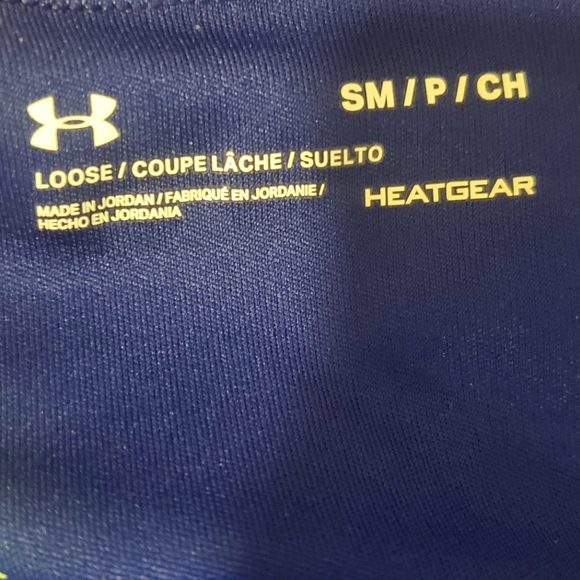 SM / P / CH
LOOSE / COUPE LÂCHE / SUELTO
MADE IN JORDAN / FABRIQUÉ EN JORDANIE /
HECHO EN JORDANIA
HEATGEAR